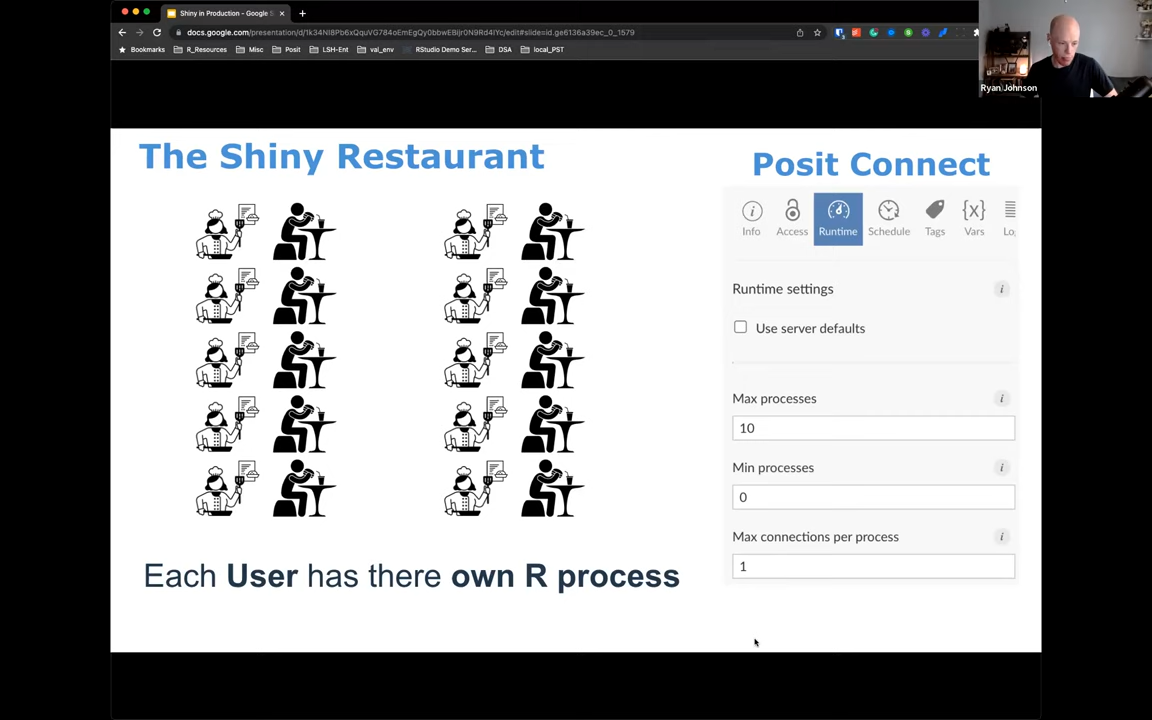 Shiny in Production - Google S
docs.google.com/presentation/d/1k34NI8Pb6xQquVG784oEmEgQy0bbwEBijr0N9Rd4lYc/edit#slide=id.ge6136a39ec_0_1579
Bookmarks
R_Resources
Misc
Posit
LSH-Ent
val_env
RStudio Demo Ser...
DSA
local_PST
Ryan Johnson
The Shiny Restaurant
Posit Connect
Info
Access
Runtime
Schedule
Tags
{x}
Vars
Lo
Runtime settings
i
Use server defaults
Max processes
i
10
Min processes
i
0
Max connections per process
i
1
Each User has there own R process